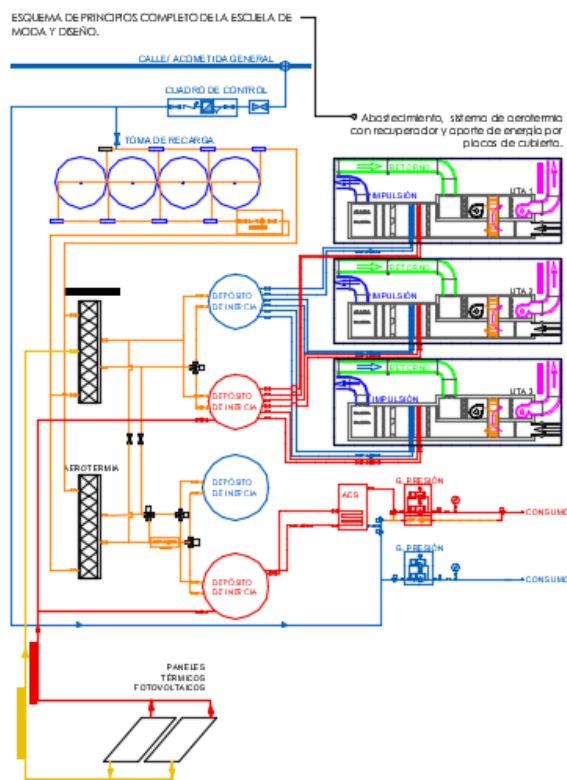 ESQUEMA DE PRINCIPIOS COMPLETO DE LA ESCUELA DE
MODA Y DISEÑO.
CALLE/ ACOMETIDA GENERAL
CUADRO DE CONTROL
Abastecimiento, sistema de aerotermia
con recuperador y aporte de energía por
placas de cubierta.
TOMA DE RECARGA
RETORNO
IMPULSIÓN
UTA 1
RETORNO
IMPULSIÓN
UTA 2
RETORNO
IMPULSIÓN
UTA 3
DEPÓSITO
DE INERCIA
DEPÓSITO
DE INERCIA
AEROTERMIA
DEPÓSITO
DE INERCIA
DEPÓSITO
DE INERCIA
ACS
G. PRESIÓN
CONSUMO
G. PRESIÓN
CONSUMO
PANELES
TÉRMICOS
FOTOVOLTAICOS